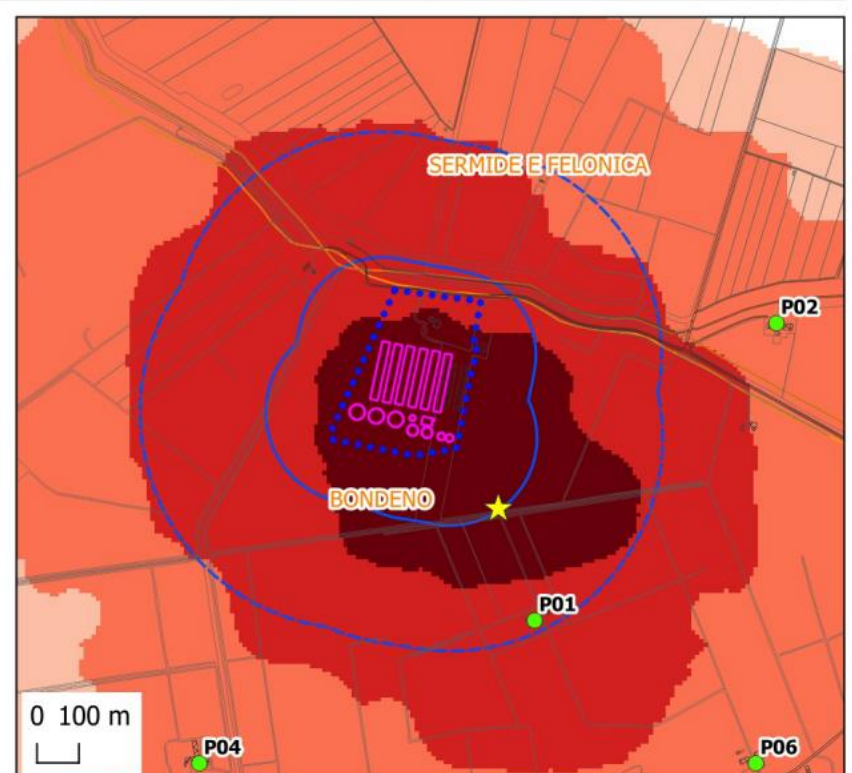 SERMIDE E FELONICA
P02
BONDENO
P01
0 100 m
P04
P06